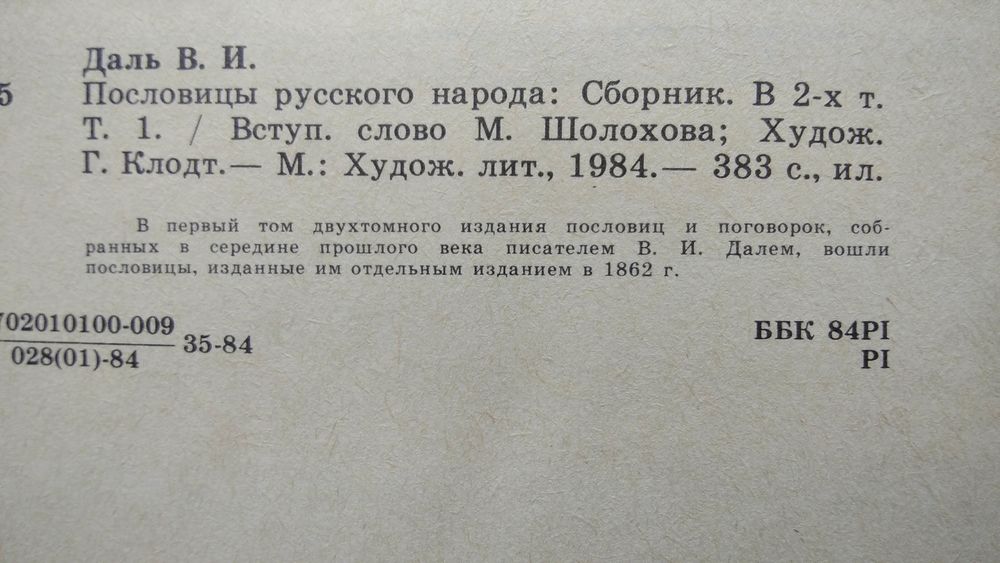 Даль В. И.
5 Пословицы русского народа: Сборник. В 2-х т.
Т. 1. / Вступ. слово М. Шолохова; Худож.
Г. Клодт.— М.: Худож. лит., 1984.— 383 с., ил.
В первый том двухтомного издания пословиц и поговорок, соб-
ранных в середине прошлого века писателем В. И. Далем, вошли
пословицы, изданные им отдельным изданием в 1862 г.
702010100-009
028(01)-84
35-84
ББК 84РI
РI